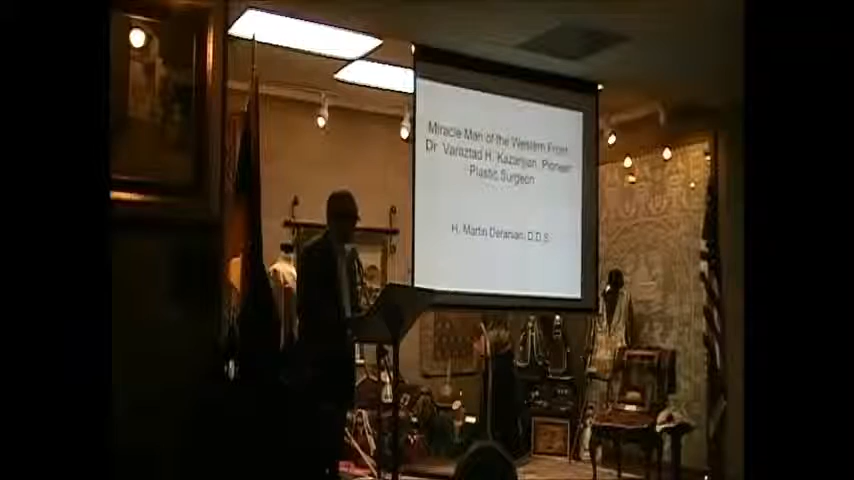 Miracle Man of the Western Front,
Dr. Varaztad H. Kazanjian, Pioneer
Plastic Surgeon
H. Martin Deranian, D.D.S.